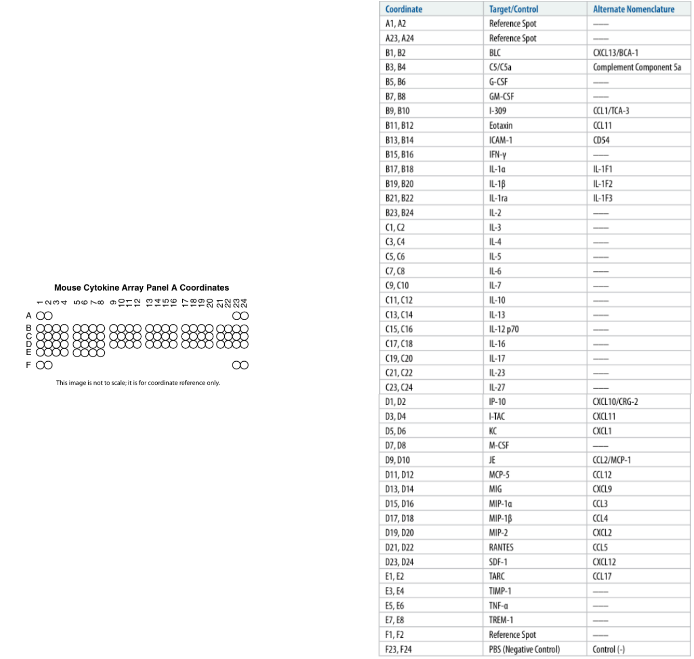 Mouse Cytokine Array Panel A Coordinates
1 2 3 4 5 6 7 8 9 10 11 12 13 14 15 16 17 18 19 20 21 22 23 24
A
B
C
D
E
F
This image is not to scale; it is for coordinate reference only.
Coordinate Target/Control Alternate Nomenclature
A1, A2 Reference Spot ——
A23, A24 Reference Spot ——
B1, B2 BLC CXCL13/BCA-1
B3, B4 C5/C5a Complement Component 5a
B5, B6 G-CSF ——
B7, B8 GM-CSF ——
B9, B10 I-309 CCL1/TCA-3
B11, B12 Eotaxin CCL11
B13, B14 ICAM-1 CD54
B15, B16 IFN-γ ——
B17, B18 IL-1α IL-1F1
B19, B20 IL-1β IL-1F2
B21, B22 IL-1ra IL-1F3
B23, B24 IL-2 ——
C1, C2 IL-3 ——
C3, C4 IL-4 ——
C5, C6 IL-5 ——
C7, C8 IL-6 ——
C9, C10 IL-7 ——
C11, C12 IL-10 ——
C13, C14 IL-13 ——
C15, C16 IL-12 p70 ——
C17, C18 IL-16 ——
C19, C20 IL-17 ——
C21, C22 IL-23 ——
C23, C24 IL-27 ——
D1, D2 IP-10 CXCL10/CRG-2
D3, D4 I-TAC CXCL11
D5, D6 KC CXCL1
D7, D8 M-CSF ——
D9, D10 JE CCL2/MCP-1
D11, D12 MCP-5 CCL12
D13, D14 MIG CXCL9
D15, D16 MIP-1α CCL3
D17, D18 MIP-1β CCL4
D19, D20 MIP-2 CXCL2
D21, D22 RANTES CCL5
D23, D24 SDF-1 CXCL12
E1, E2 TARC CCL17
E3, E4 TIMP-1 ——
E5, E6 TNF-α ——
E7, E8 TREM-1 ——
F1, F2 Reference Spot ——
F23, F24 PBS (Negative Control) Control (-)